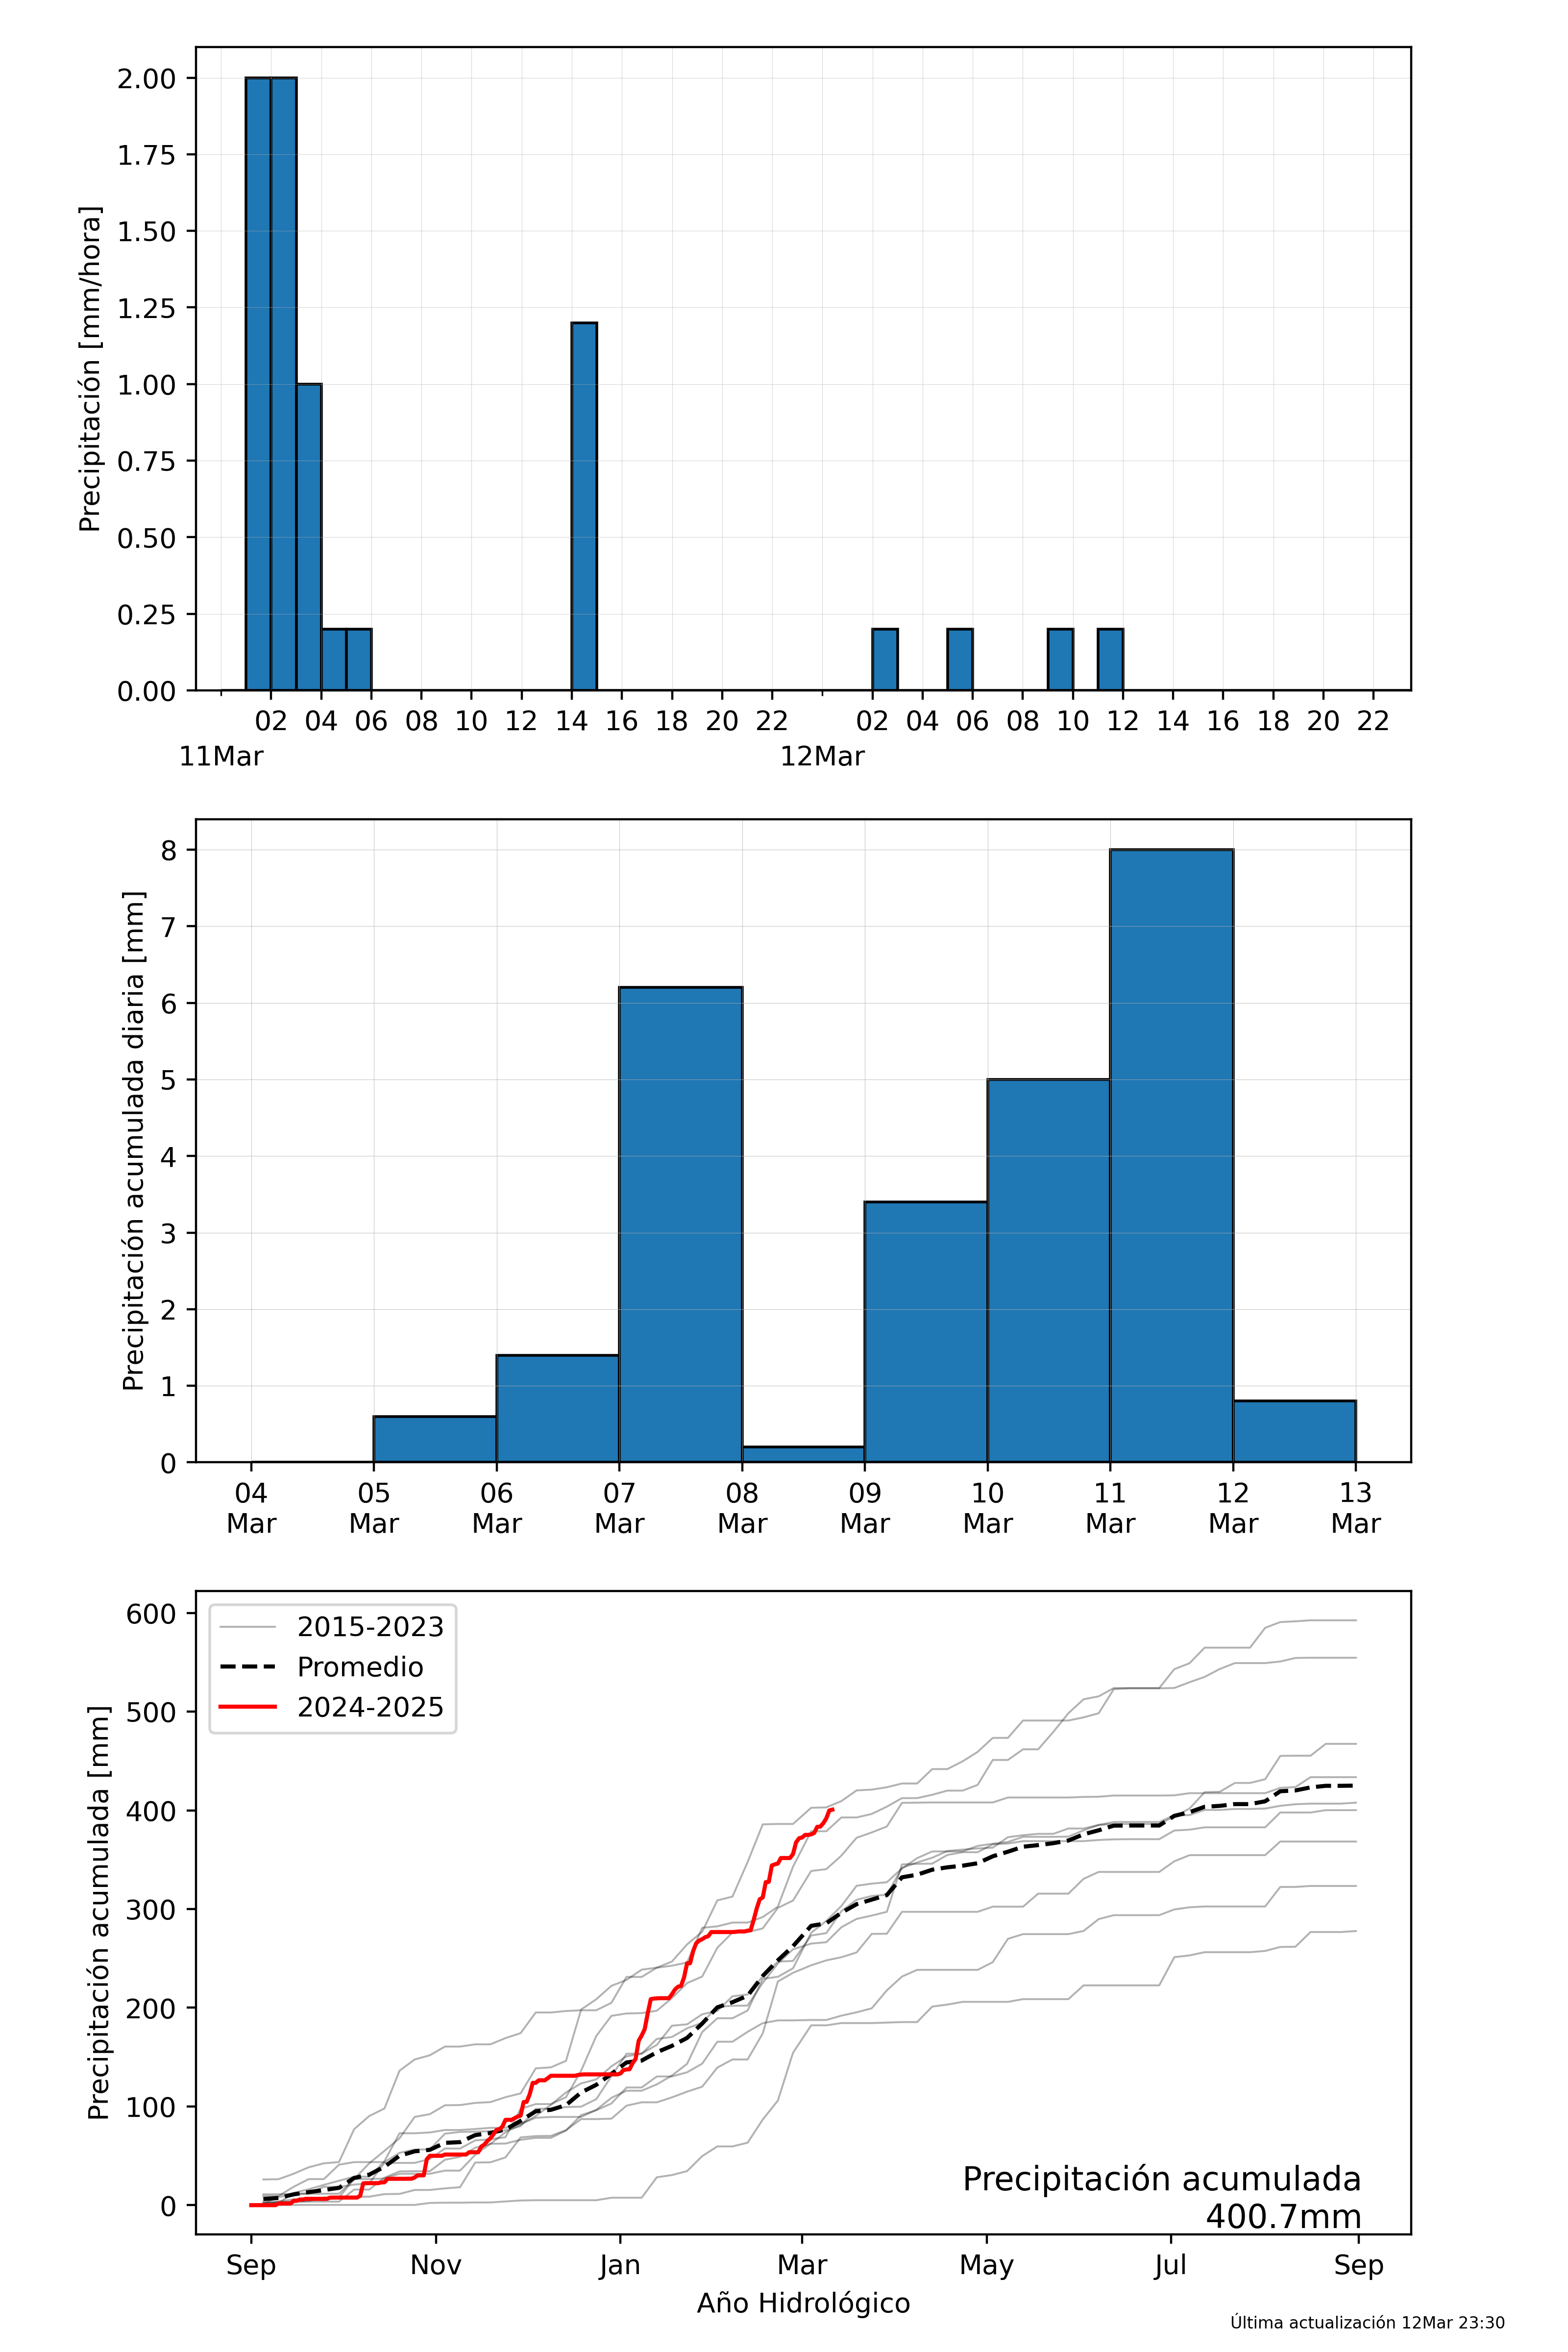 Precipitación [mm/hora]
2.00
1.75
1.50
1.25
1.00
0.75
0.50
0.25
0.00
02 04 06 08 10 12 14 16 18 20 22 02 04 06 08 10 12 14 16 18 20 22
11Mar 12Mar
Precipitación acumulada diaria [mm]
8
7
6
5
4
3
2
1
0
04 05 06 07 08 09 10 11 12 13
Mar Mar Mar Mar Mar Mar Mar Mar Mar Mar
Precipitación acumulada [mm]
600
500
400
300
200
100
0
2015-2023
Promedio
2024-2025
Precipitación acumulada
400.7mm
Sep Nov Jan Mar May Jul Sep
Año Hidrológico
Última actualización 12Mar 23:30